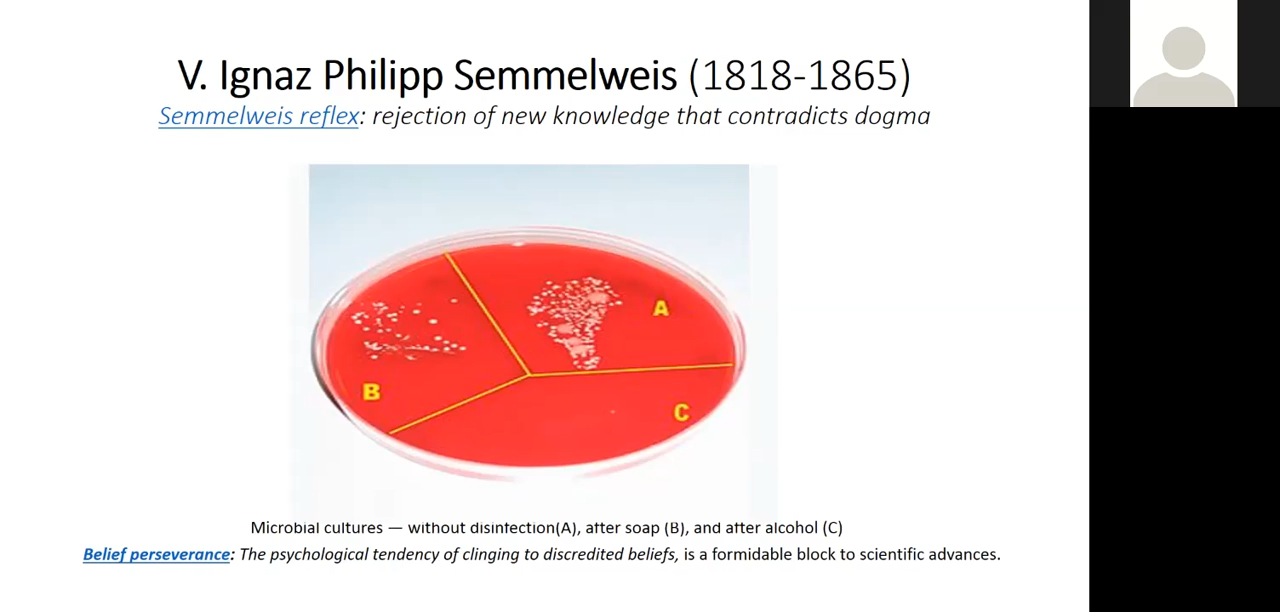 V. Ignaz Philipp Semmelweis (1818-1865)
Semmelweis reflex: rejection of new knowledge that contradicts dogma
A
B
C
Microbial cultures — without disinfection(A), after soap (B), and after alcohol (C)
Belief perseverance: The psychological tendency of clinging to discredited beliefs, is a formidable block to scientific advances.